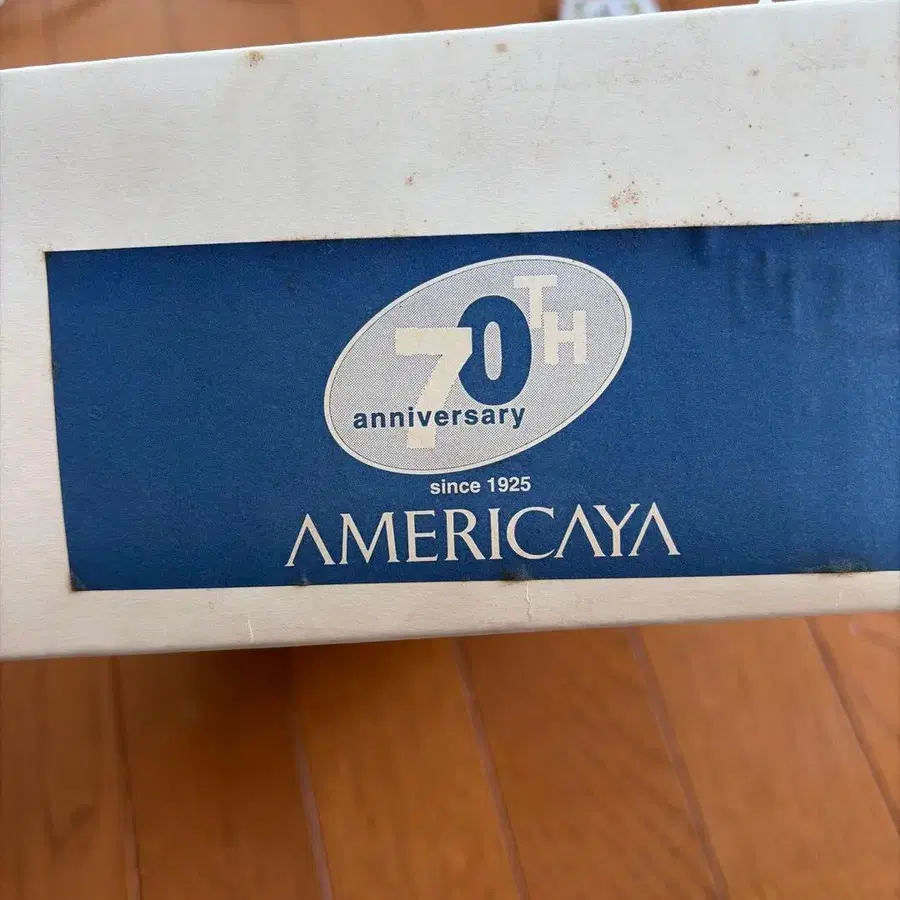 70TH
anniversary
since 1925
AMERICAYA